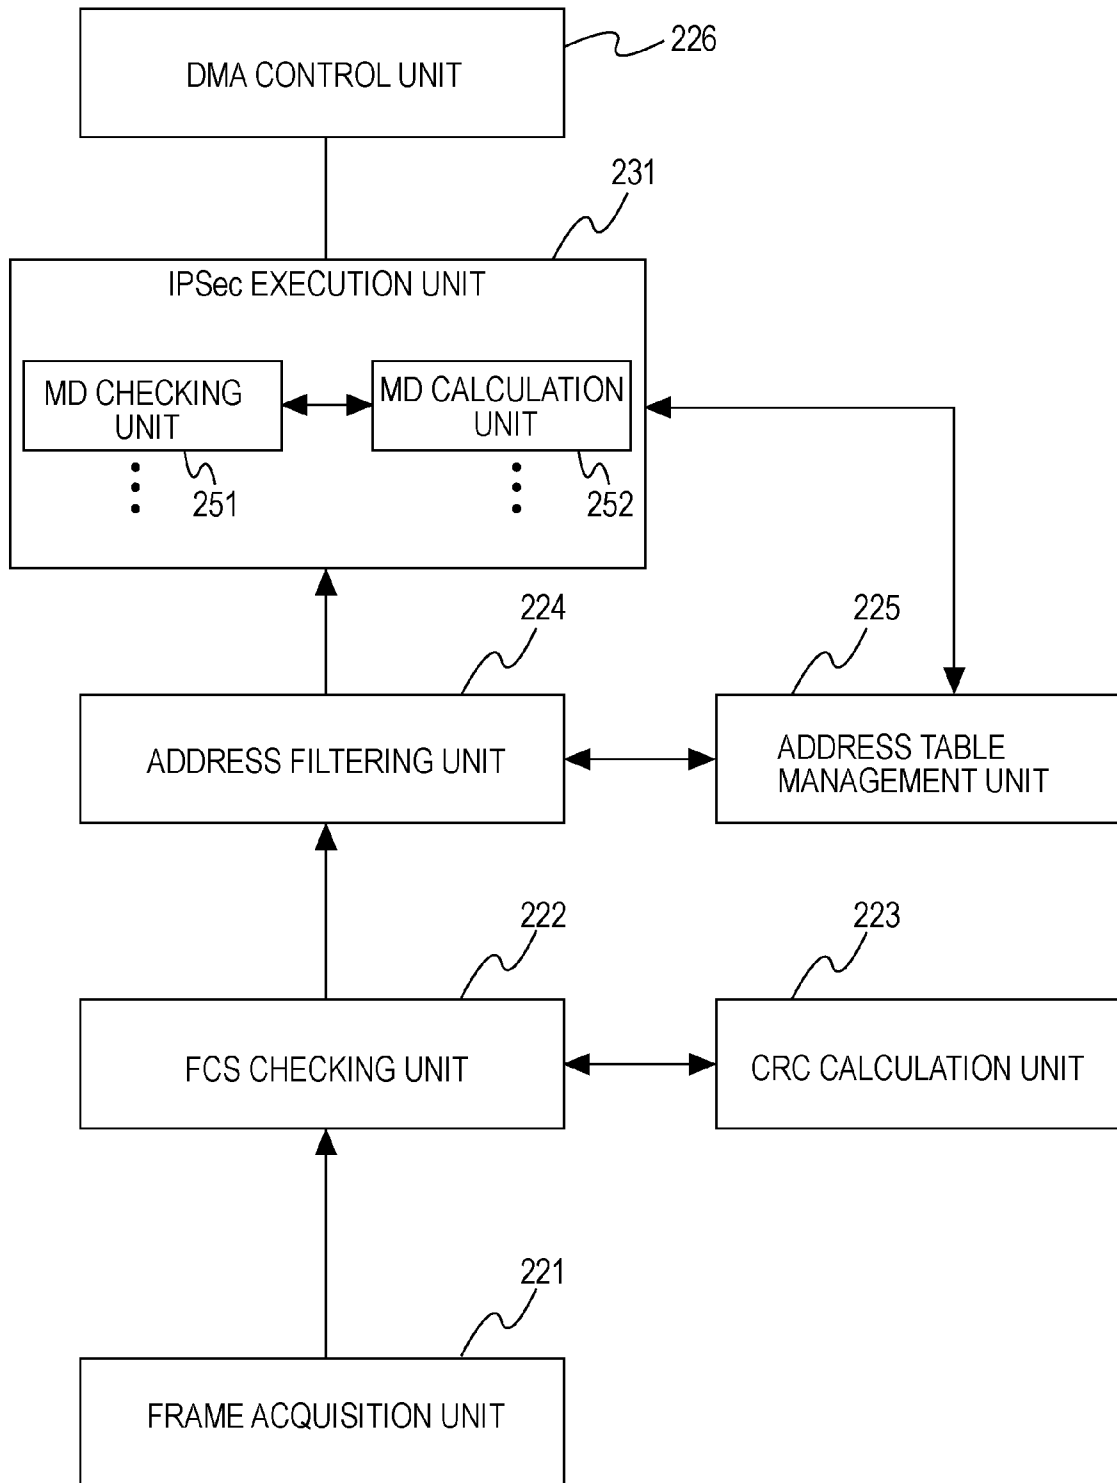 226
DMA CONTROL UNIT
231
IPSec EXECUTION UNIT
MD CHECKING
UNIT
MD CALCULATION
UNIT
251
252
224
225
ADDRESS FILTERING UNIT
ADDRESS TABLE
MANAGEMENT UNIT
222
223
FCS CHECKING UNIT
CRC CALCULATION UNIT
221
FRAME ACQUISITION UNIT